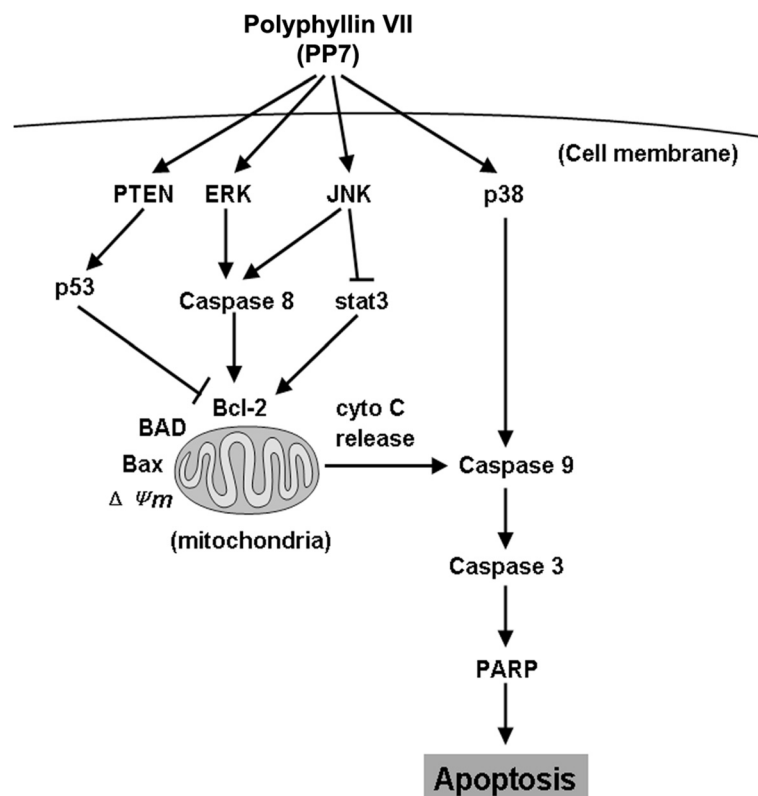 Polyphyllin VII
(PP7)
(Cell membrane)
PTEN ERK JNK p38
p53
Caspase 8 stat3
Bcl-2
cyto C
release
BAD
Bax
Δ Ψm
Caspase 9
(mitochondria)
Caspase 3
PARP
Apoptosis